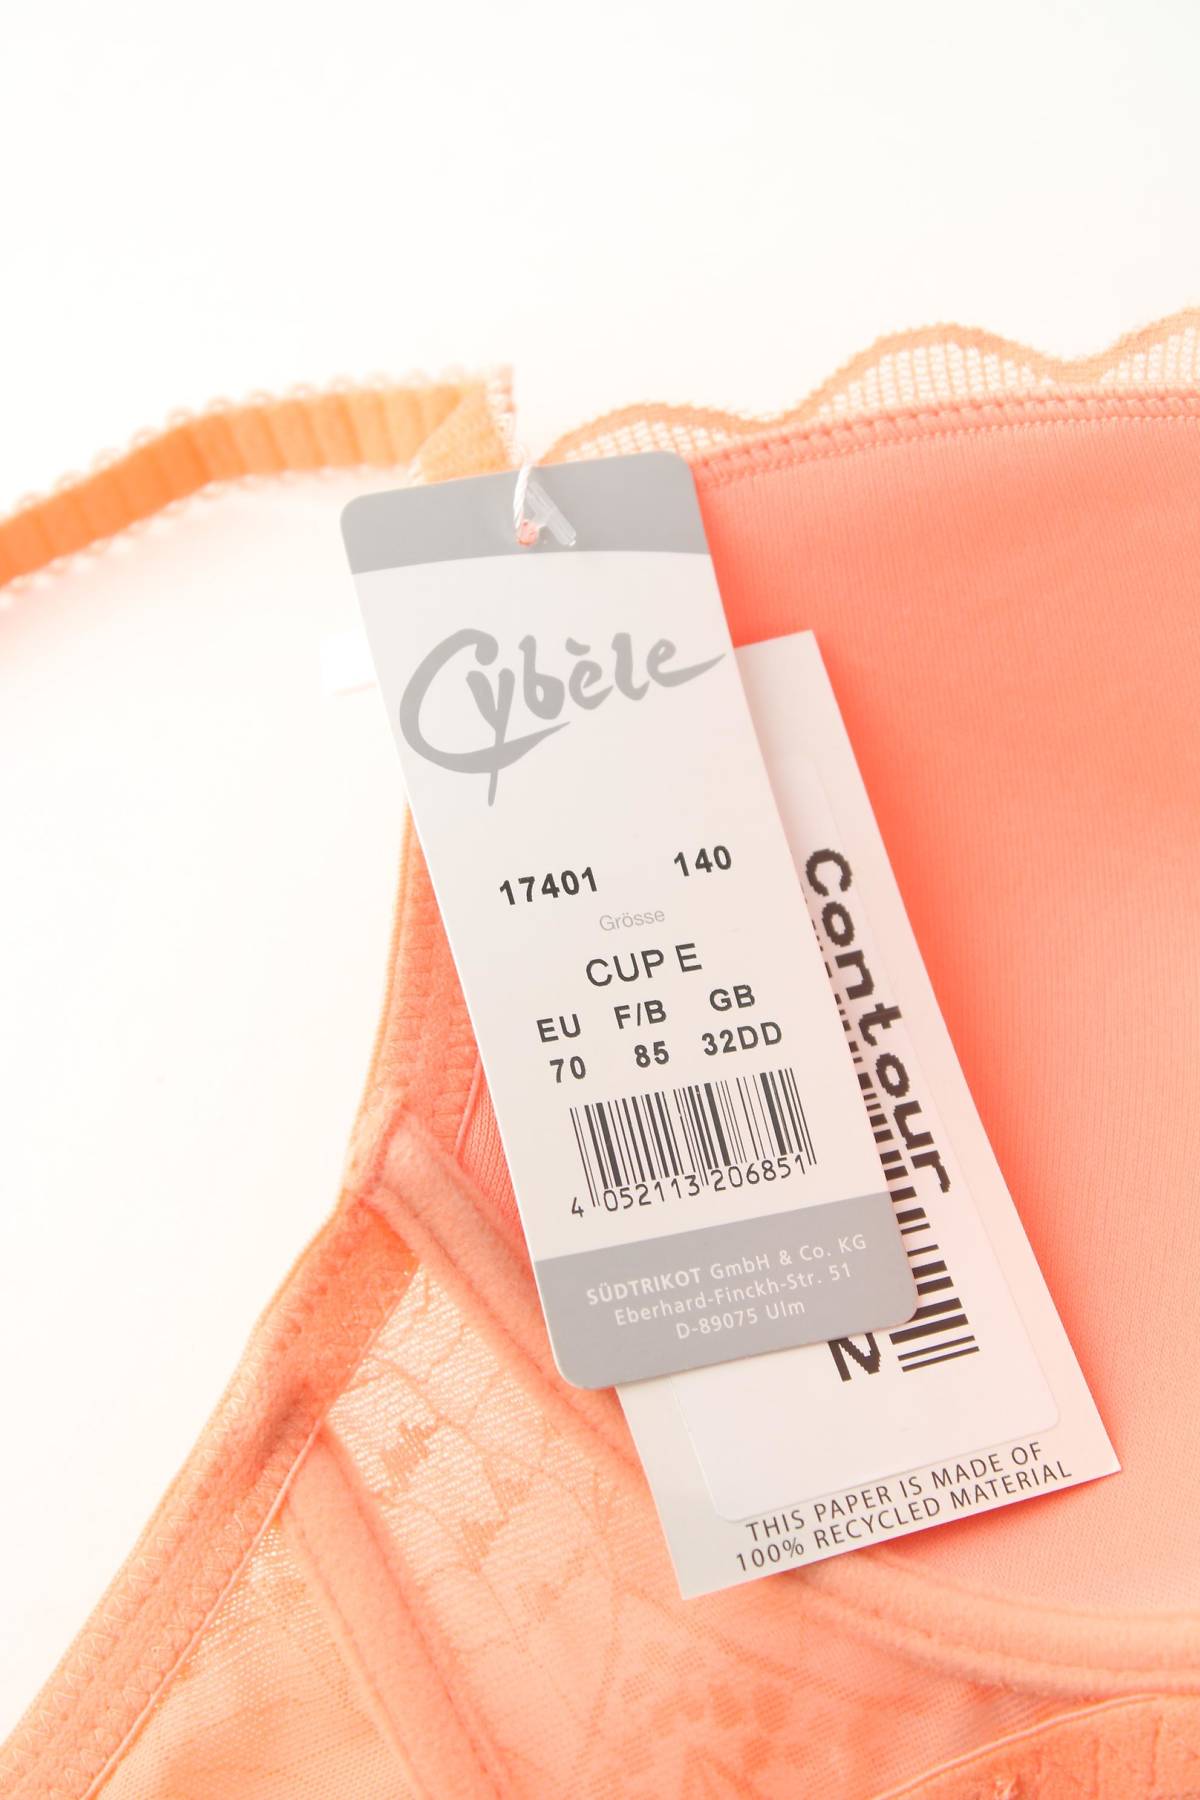 Cybèle
17401 140
Grösse
CUP E
EU F/B GB
70 85 32DD
4 052113 206851
SÜDTRIKOT GmbH & Co. KG
Eberhard-Finckh-Str. 51
D-89075 Ulm
Contour
N
THIS PAPER IS MADE OF
100% RECYCLED MATERIAL